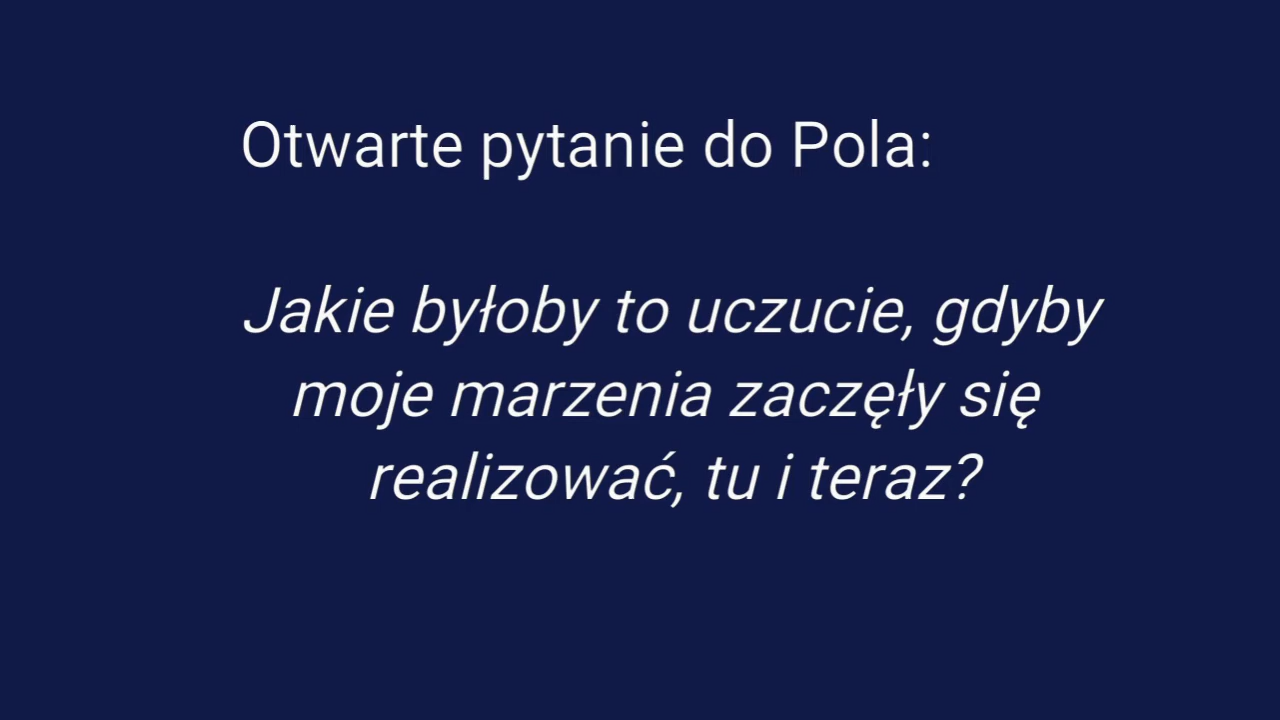 Otwarte pytanie do Pola:
Jakie byłoby to uczucie, gdyby
moje marzenia zaczęły się
realizować, tu i teraz?